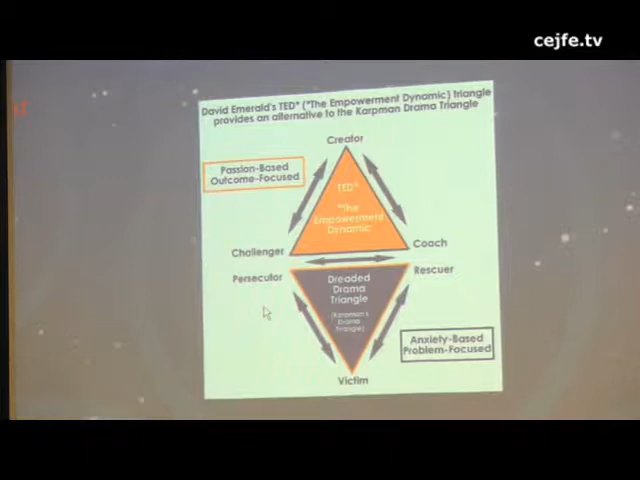 cejfe.tv
David Emerald's TED* (*The Empowerment Dynamic) triangle
provides an alternative to the Karpman Drama Triangle
Creator
Passion-Based
Outcome-Focused
TED*
*The
Empowerment
Dynamic
Challenger
Coach
Persecutor
Rescuer
Dreaded
Drama
Triangle
(Karpman's
Drama
Triangle)
Anxiety-Based
Problem-Focused
Victim